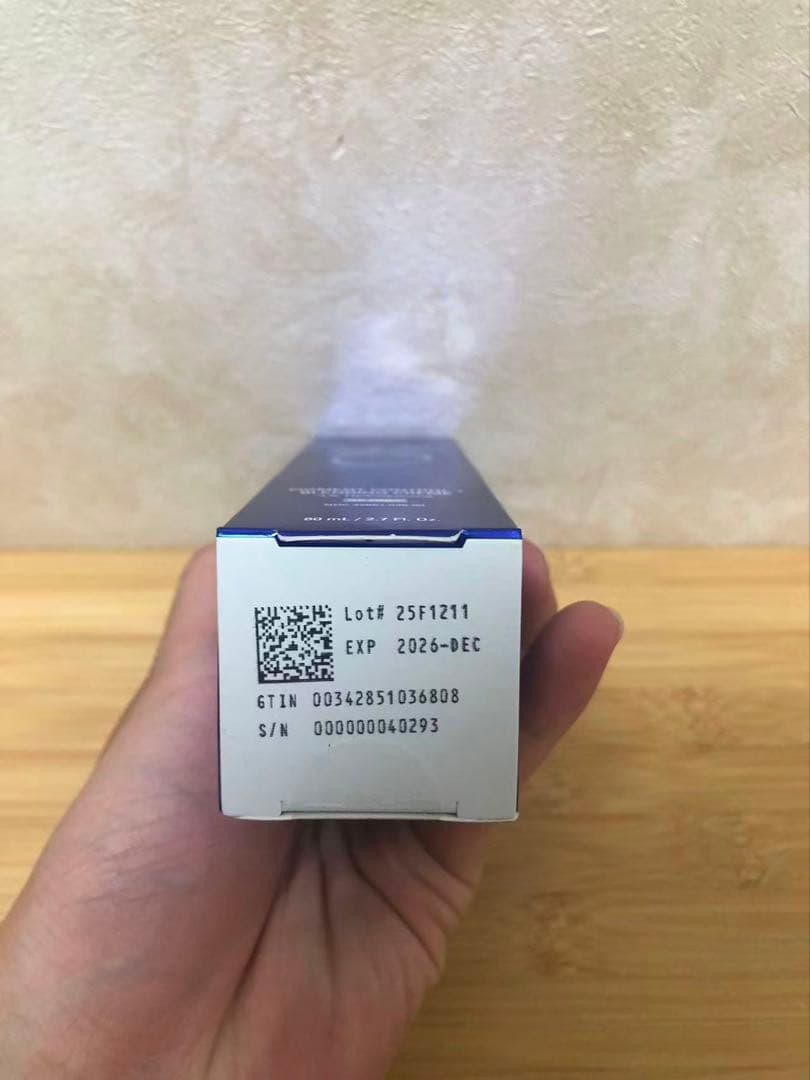 80 mL / 2.7 Fl. Oz.
Lot# 25F1211
EXP 2026-DEC
GTIN 00342851036808
S/N 000000040293